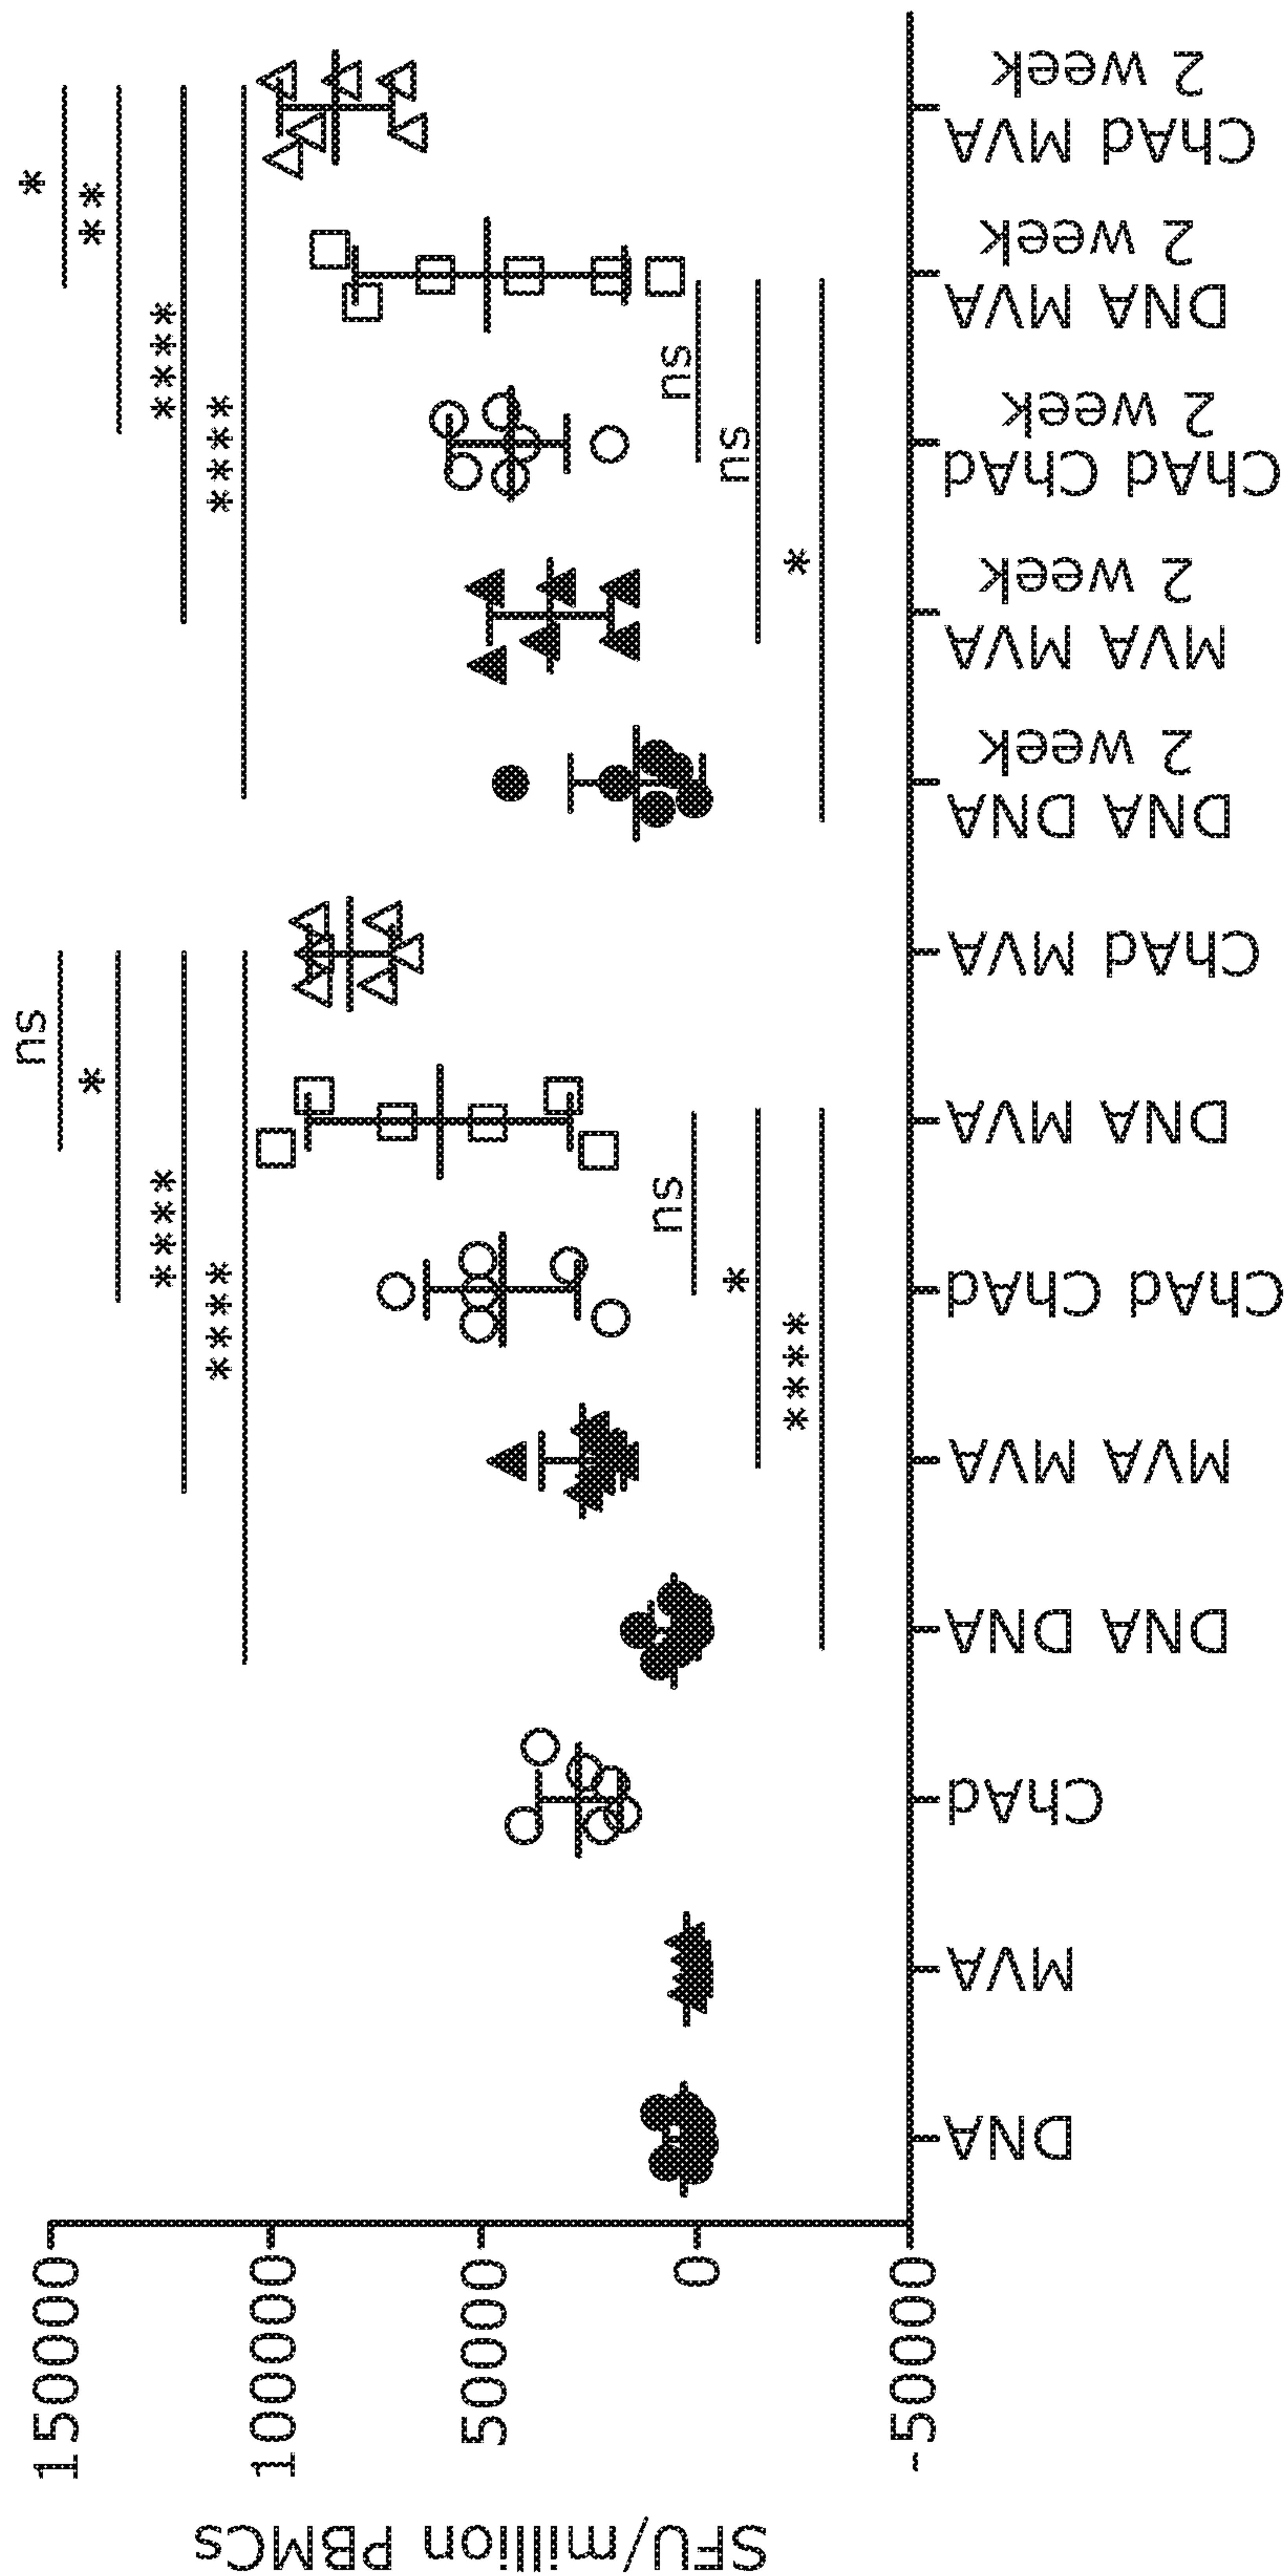 SFU/million PBMCs
150000
100000
50000
0
-50000
ns
*
****
****
ns
*
****
*
**
****
****
ns
ns
*
DNA
MVA
ChAd
DNA DNA
MVA MVA
ChAd ChAd
DNA MVA
ChAd MVA
DNA DNA
2 week
MVA MVA
2 week
ChAd ChAd
2 week
DNA MVA
2 week
ChAd MVA
2 week